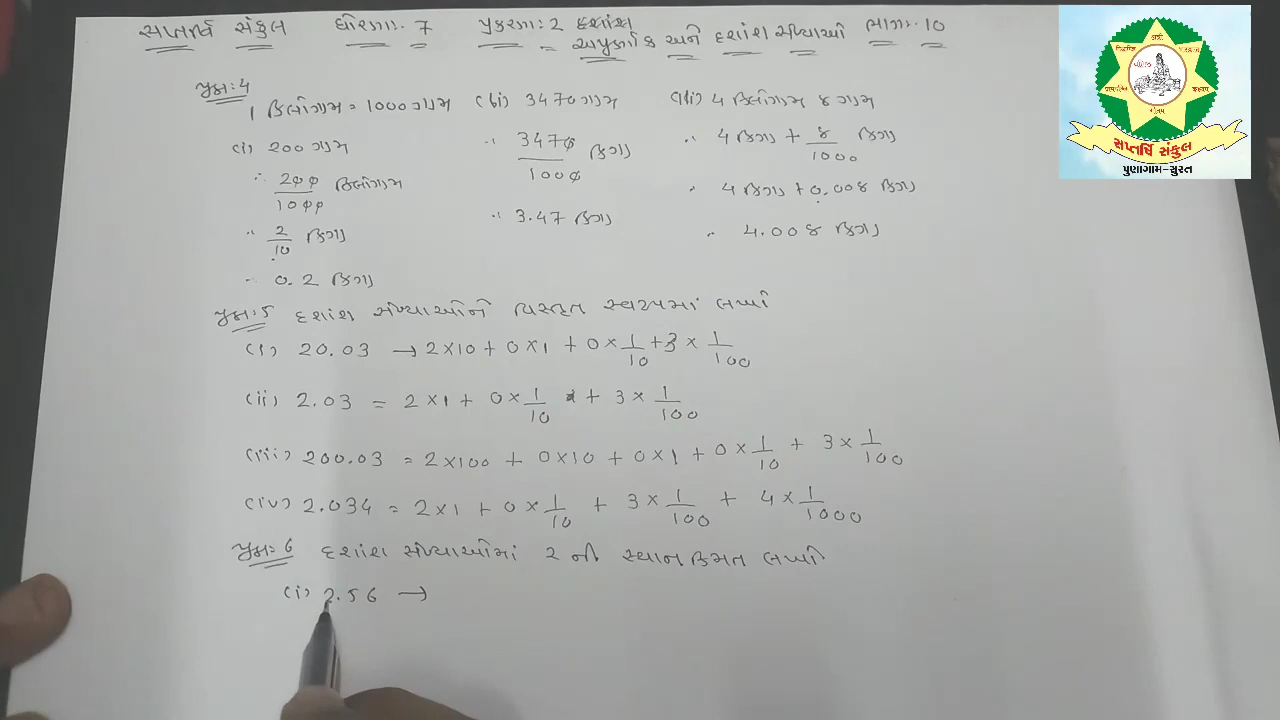 સપ્તર્ષિ સંકુલ ધોરણ: 7 પ્રકરણ: 2 અપૂર્ણાંક અને દશાંશ સંખ્યાઓ ભાગ: 10
પ્રશ્ન: 4
1 કિલોગ્રામ = 1000 ગ્રામ
(i) 200 ગ્રામ
∴ 200/1000 કિલોગ્રામ
∴ 2/10 કિગ્રા
∴ 0.2 કિગ્રા
(ii) 3470 ગ્રામ
∴ 3470/1000 કિગ્રા
∴ 3.47 કિગ્રા
(iii) 4 કિલોગ્રામ ૪ ગ્રામ
∴ 4 કિગ્રા + ૪/1000 કિગ્રા
∴ 4 કિગ્રા + 0.00૪ કિગ્રા
∴ 4.00૪ કિગ્રા
પ્રશ્ન: 5 દશાંશ સંખ્યાઓને વિસ્તૃત સ્વરૂપમાં લખો
(i) 20.03 → 2×10 + 0×1 + 0×1/10 + 3×1/100
(ii) 2.03 = 2×1 + 0×1/10 + 3×1/100
(iii) 200.03 = 2×100 + 0×10 + 0×1 + 0×1/10 + 3×1/100
(iv) 2.034 = 2×1 + 0×1/10 + 3×1/100 + 4×1/1000
પ્રશ્ન: 6 દશાંશ સંખ્યાઓમાં 2 ની સ્થાન કિંમત લખો
(i) 2.56 →
સપ્તર્ષિ સંકુલ
પુણાગામ-સુરત